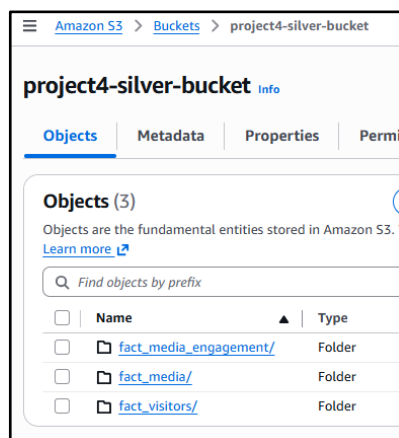 Amazon S3 > Buckets > project4-silver-bucket
project4-silver-bucket Info
Objects Metadata Properties
Objects (3)
Objects are the fundamental entities stored in Amazon S3.
Learn more
Find objects by prefix
Name Type
fact_media_engagement/ Folder
fact_media/ Folder
fact_visitors/ Folder